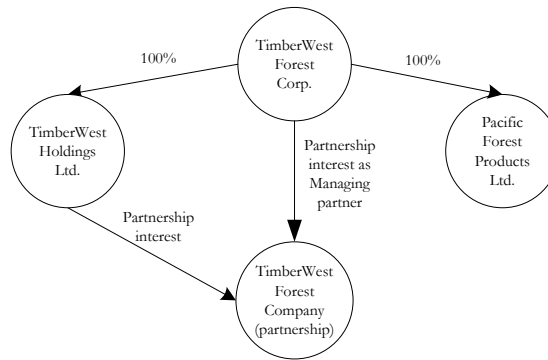 TimberWest
Forest
Corp.
100%
100%
TimberWest
Holdings
Ltd.
Partnership
interest as
Managing
partner
Pacific
Forest
Products
Ltd.
Partnership
interest
TimberWest
Forest
Company
(partnership)